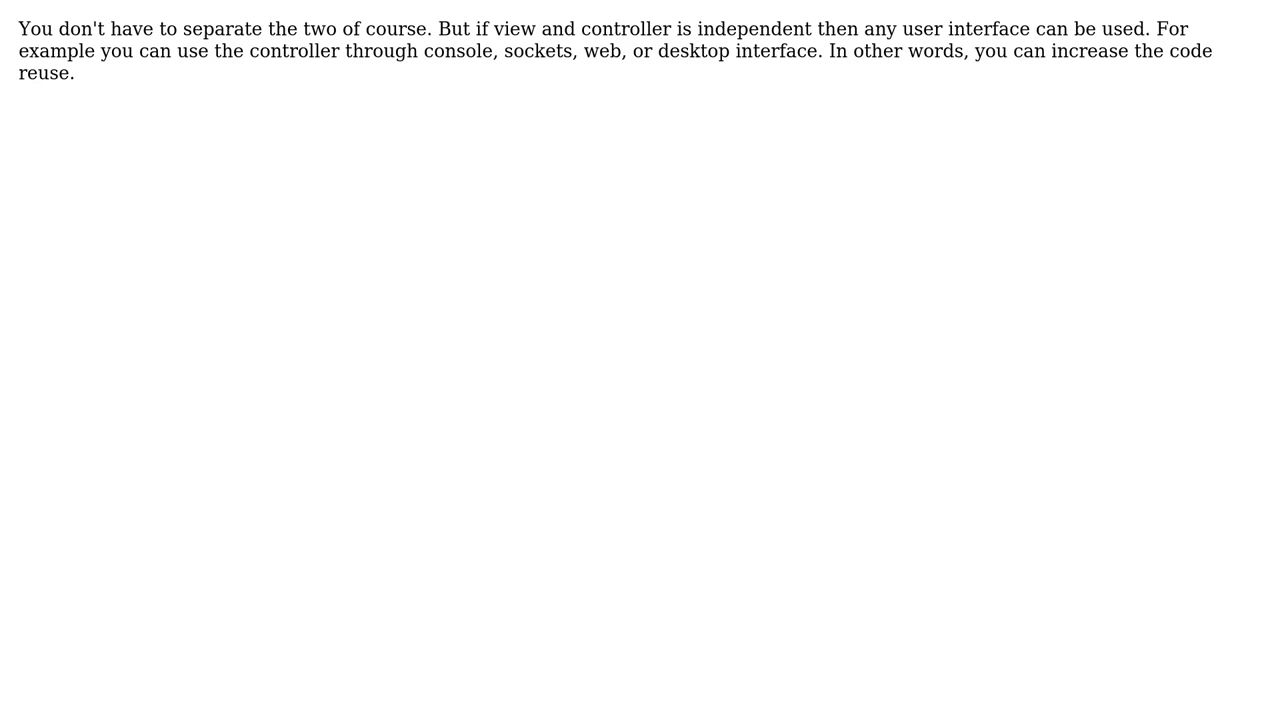 You don't have to separate the two of course. But if view and controller is independent then any user interface can be used. For
example you can use the controller through console, sockets, web, or desktop interface. In other words, you can increase the code
reuse.